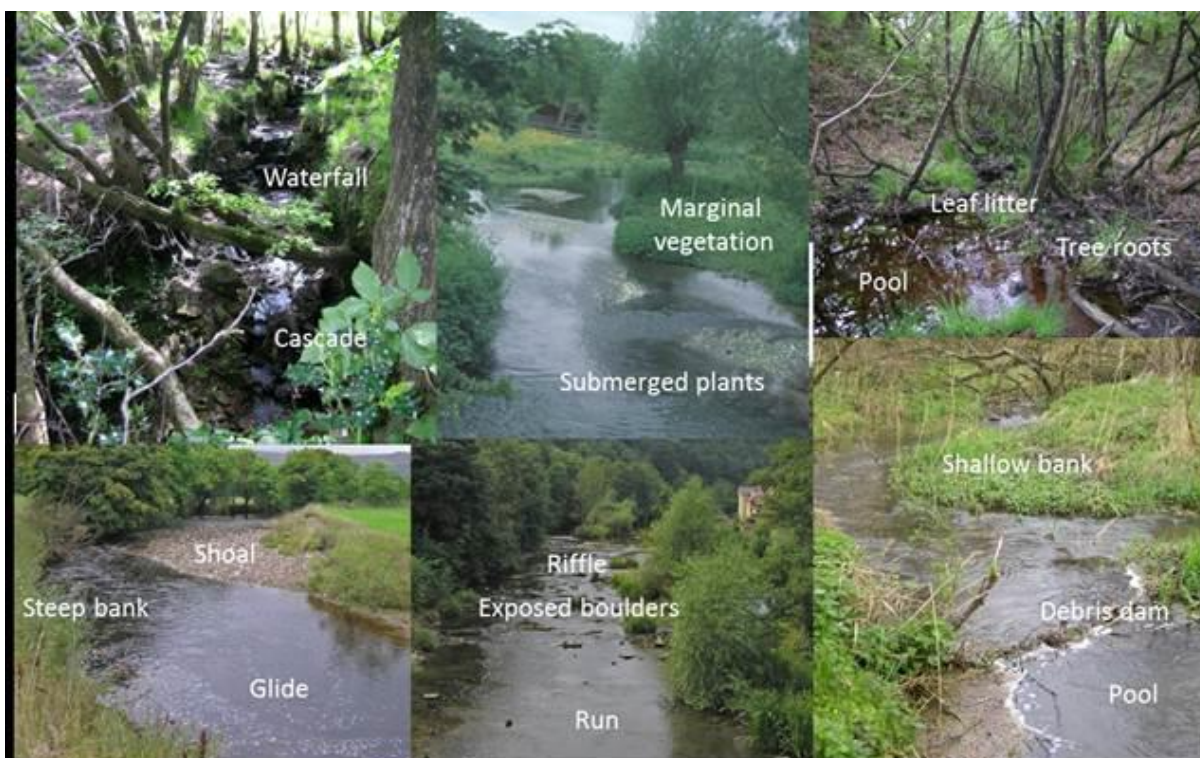 Waterfall
Cascade
Marginal
vegetation
Submerged plants
Leaf litter
Tree roots
Pool
Shoal
Steep bank
Glide
Riffle
Exposed boulders
Run
Shallow bank
Debris dam
Pool